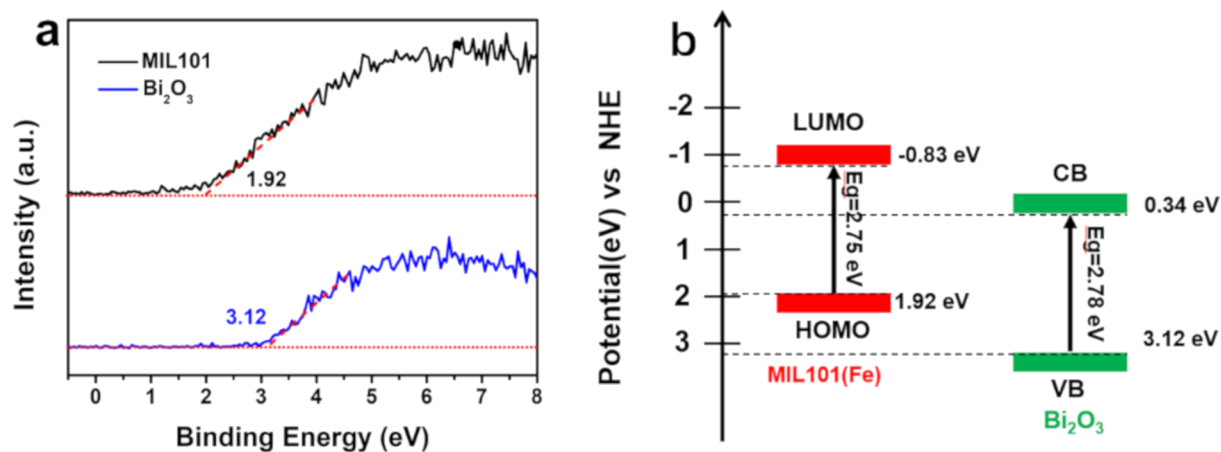 a
MIL101
Bi₂O₃
1.92
3.12
Intensity (a.u.)
0 1 2 3 4 5 6 7 8
Binding Energy (eV)
b
Potential(eV) vs NHE
-2
-1
0
1
2
3
LUMO
-0.83 eV
Eg=2.75 eV
1.92 eV
HOMO
MIL101(Fe)
CB
0.34 eV
Eg=2.78 eV
3.12 eV
VB
Bi₂O₃